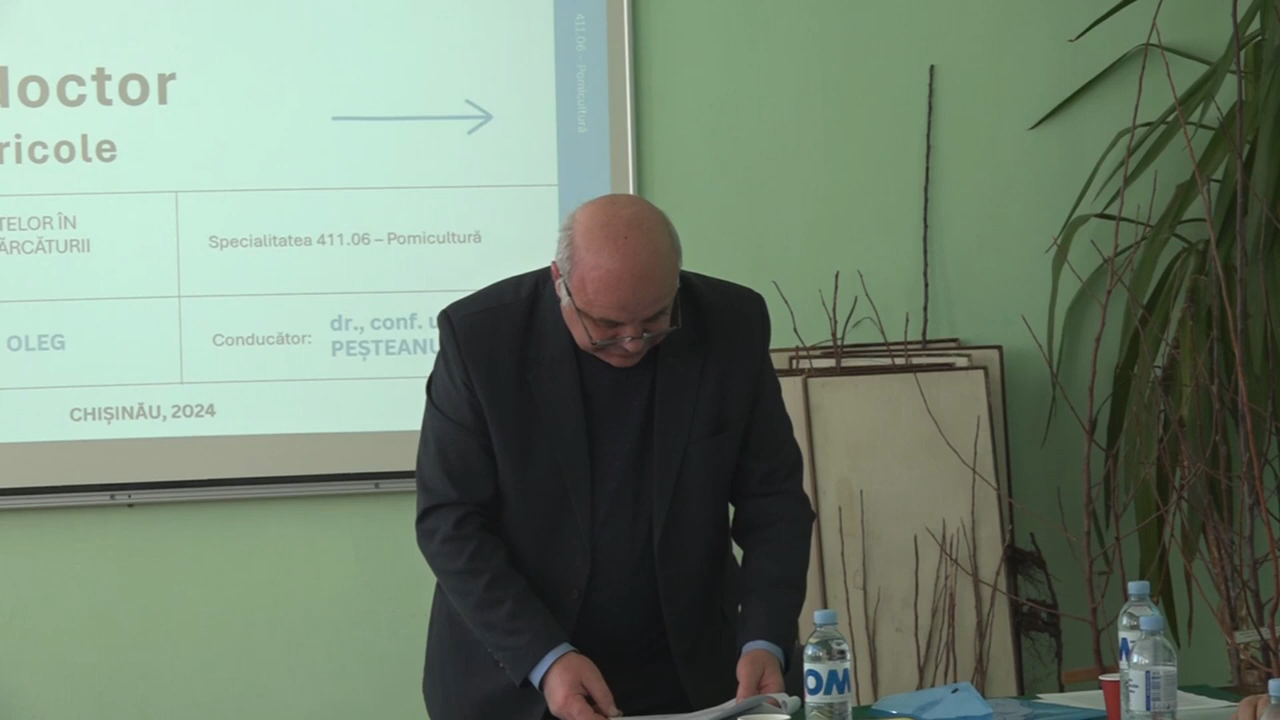 doctor
ricole
411.06 – Pomicultură
TELOR ÎN
ĂRCĂTURII
Specialitatea 411.06 – Pomicultură
OLEG
Conducător:
dr., conf. u
PEȘTEANU
CHIȘINĂU, 2024
OM